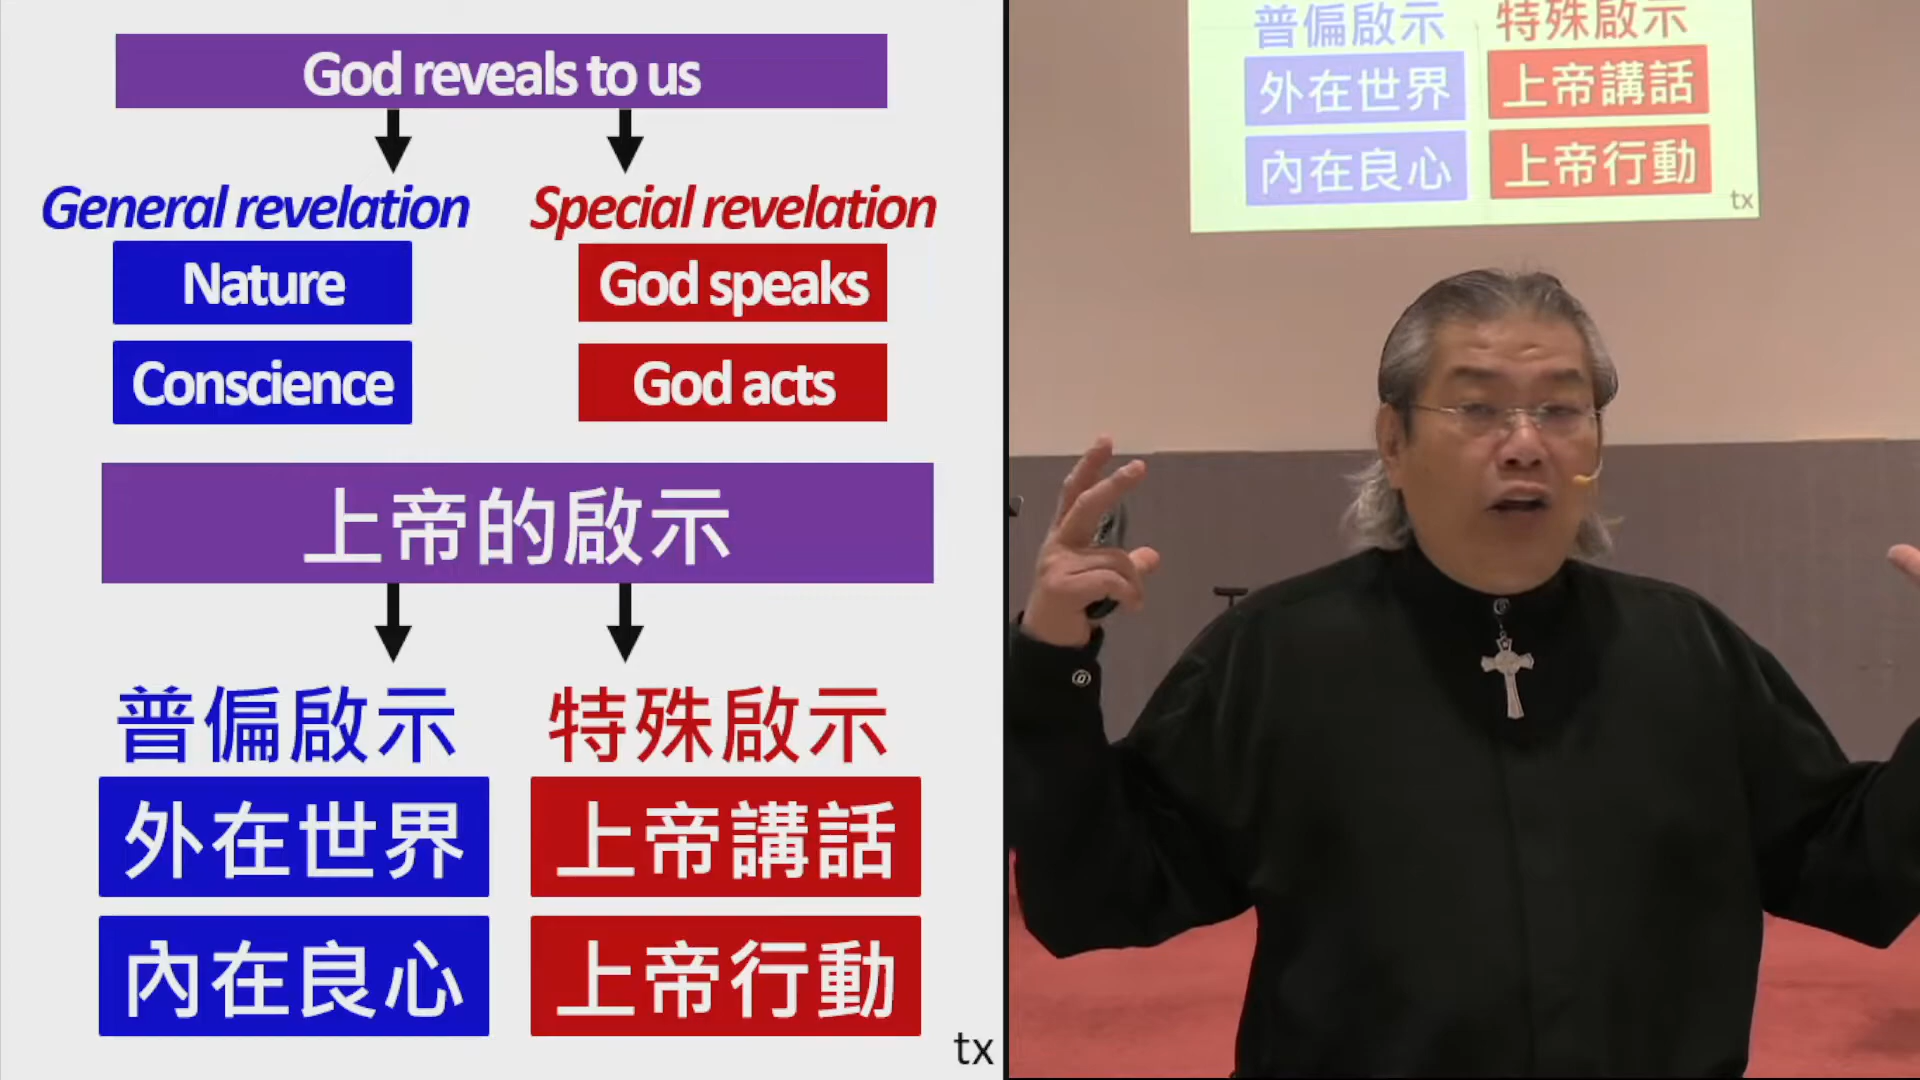 God reveals to us
General revelation
Special revelation
Nature
God speaks
Conscience
God acts
上帝的啟示
普偏啟示
特殊啟示
外在世界
上帝講話
內在良心
上帝行動
tx
普偏啟示
特殊啟示
外在世界
上帝講話
內在良心
上帝行動
tx